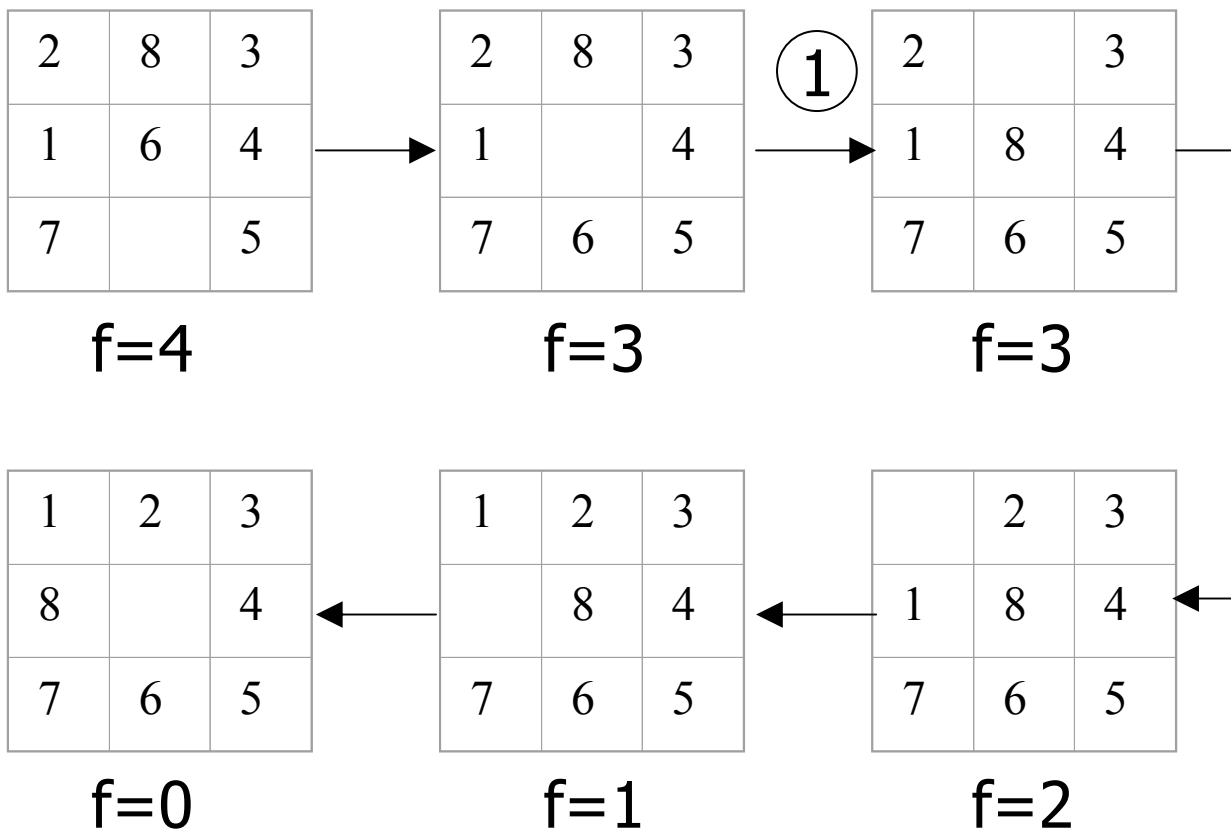 2 8 3 2 8 3 1 2 3
1 6 4 1 4 1 8 4
7 5 7 6 5 7 6 5
f=4 f=3 f=3
1 2 3 1 2 3 2 3
8 4 8 4 1 8 4
7 6 5 7 6 5 7 6 5
f=0 f=1 f=2